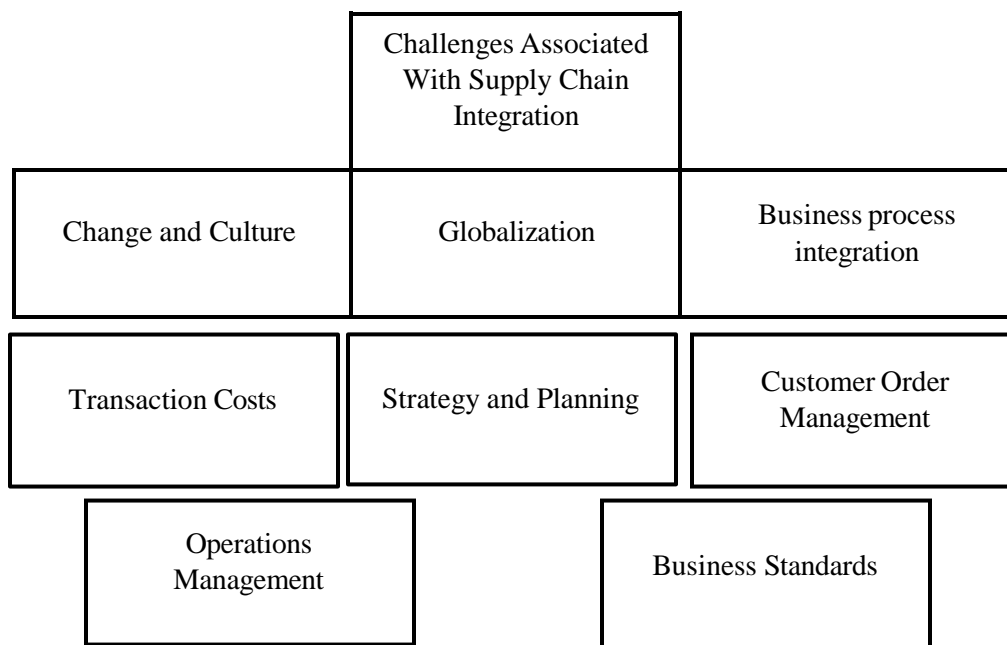 Challenges Associated
With Supply Chain
Integration
Change and Culture
Globalization
Business process
integration
Transaction Costs
Strategy and Planning
Customer Order
Management
Operations
Management
Business Standards